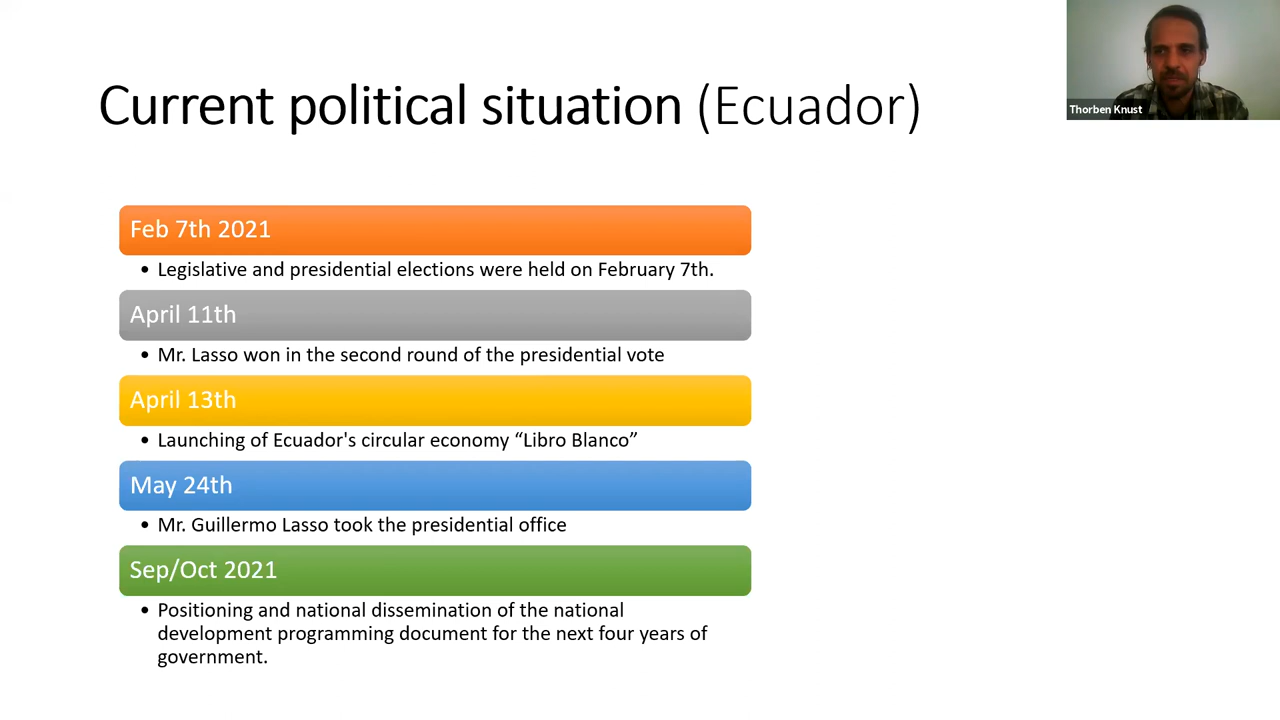 Current political situation (Ecuador)
Thorben Knust
Feb 7th 2021
• Legislative and presidential elections were held on February 7th.
April 11th
• Mr. Lasso won in the second round of the presidential vote
April 13th
• Launching of Ecuador's circular economy “Libro Blanco”
May 24th
• Mr. Guillermo Lasso took the presidential office
Sep/Oct 2021
• Positioning and national dissemination of the national
development programming document for the next four years of
government.